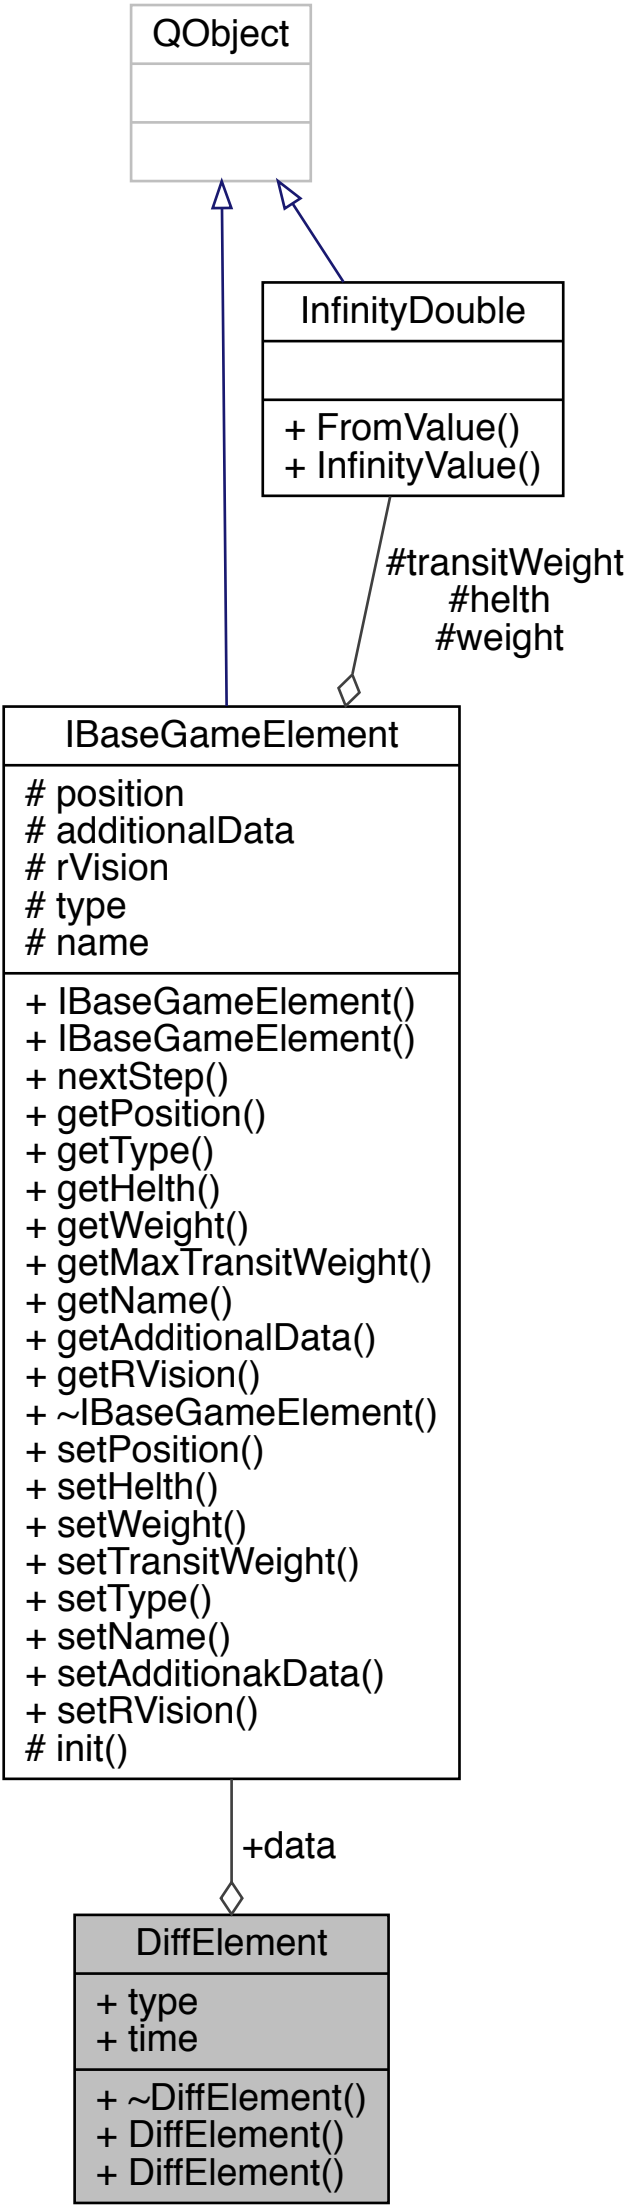 QObject
InfinityDouble
+ FromValue()
+ InfinityValue()
#transitWeight
#helth
#weight
IBaseGameElement
# position
# additionalData
# rVision
# type
# name
+ IBaseGameElement()
+ IBaseGameElement()
+ nextStep()
+ getPosition()
+ getType()
+ getHelth()
+ getWeight()
+ getMaxTransitWeight()
+ getName()
+ getAdditionalData()
+ getRVision()
+ ~IBaseGameElement()
+ setPosition()
+ setHelth()
+ setWeight()
+ setTransitWeight()
+ setType()
+ setName()
+ setAdditionakData()
+ setRVision()
# init()
+data
DiffElement
+ type
+ time
+ ~DiffElement()
+ DiffElement()
+ DiffElement()